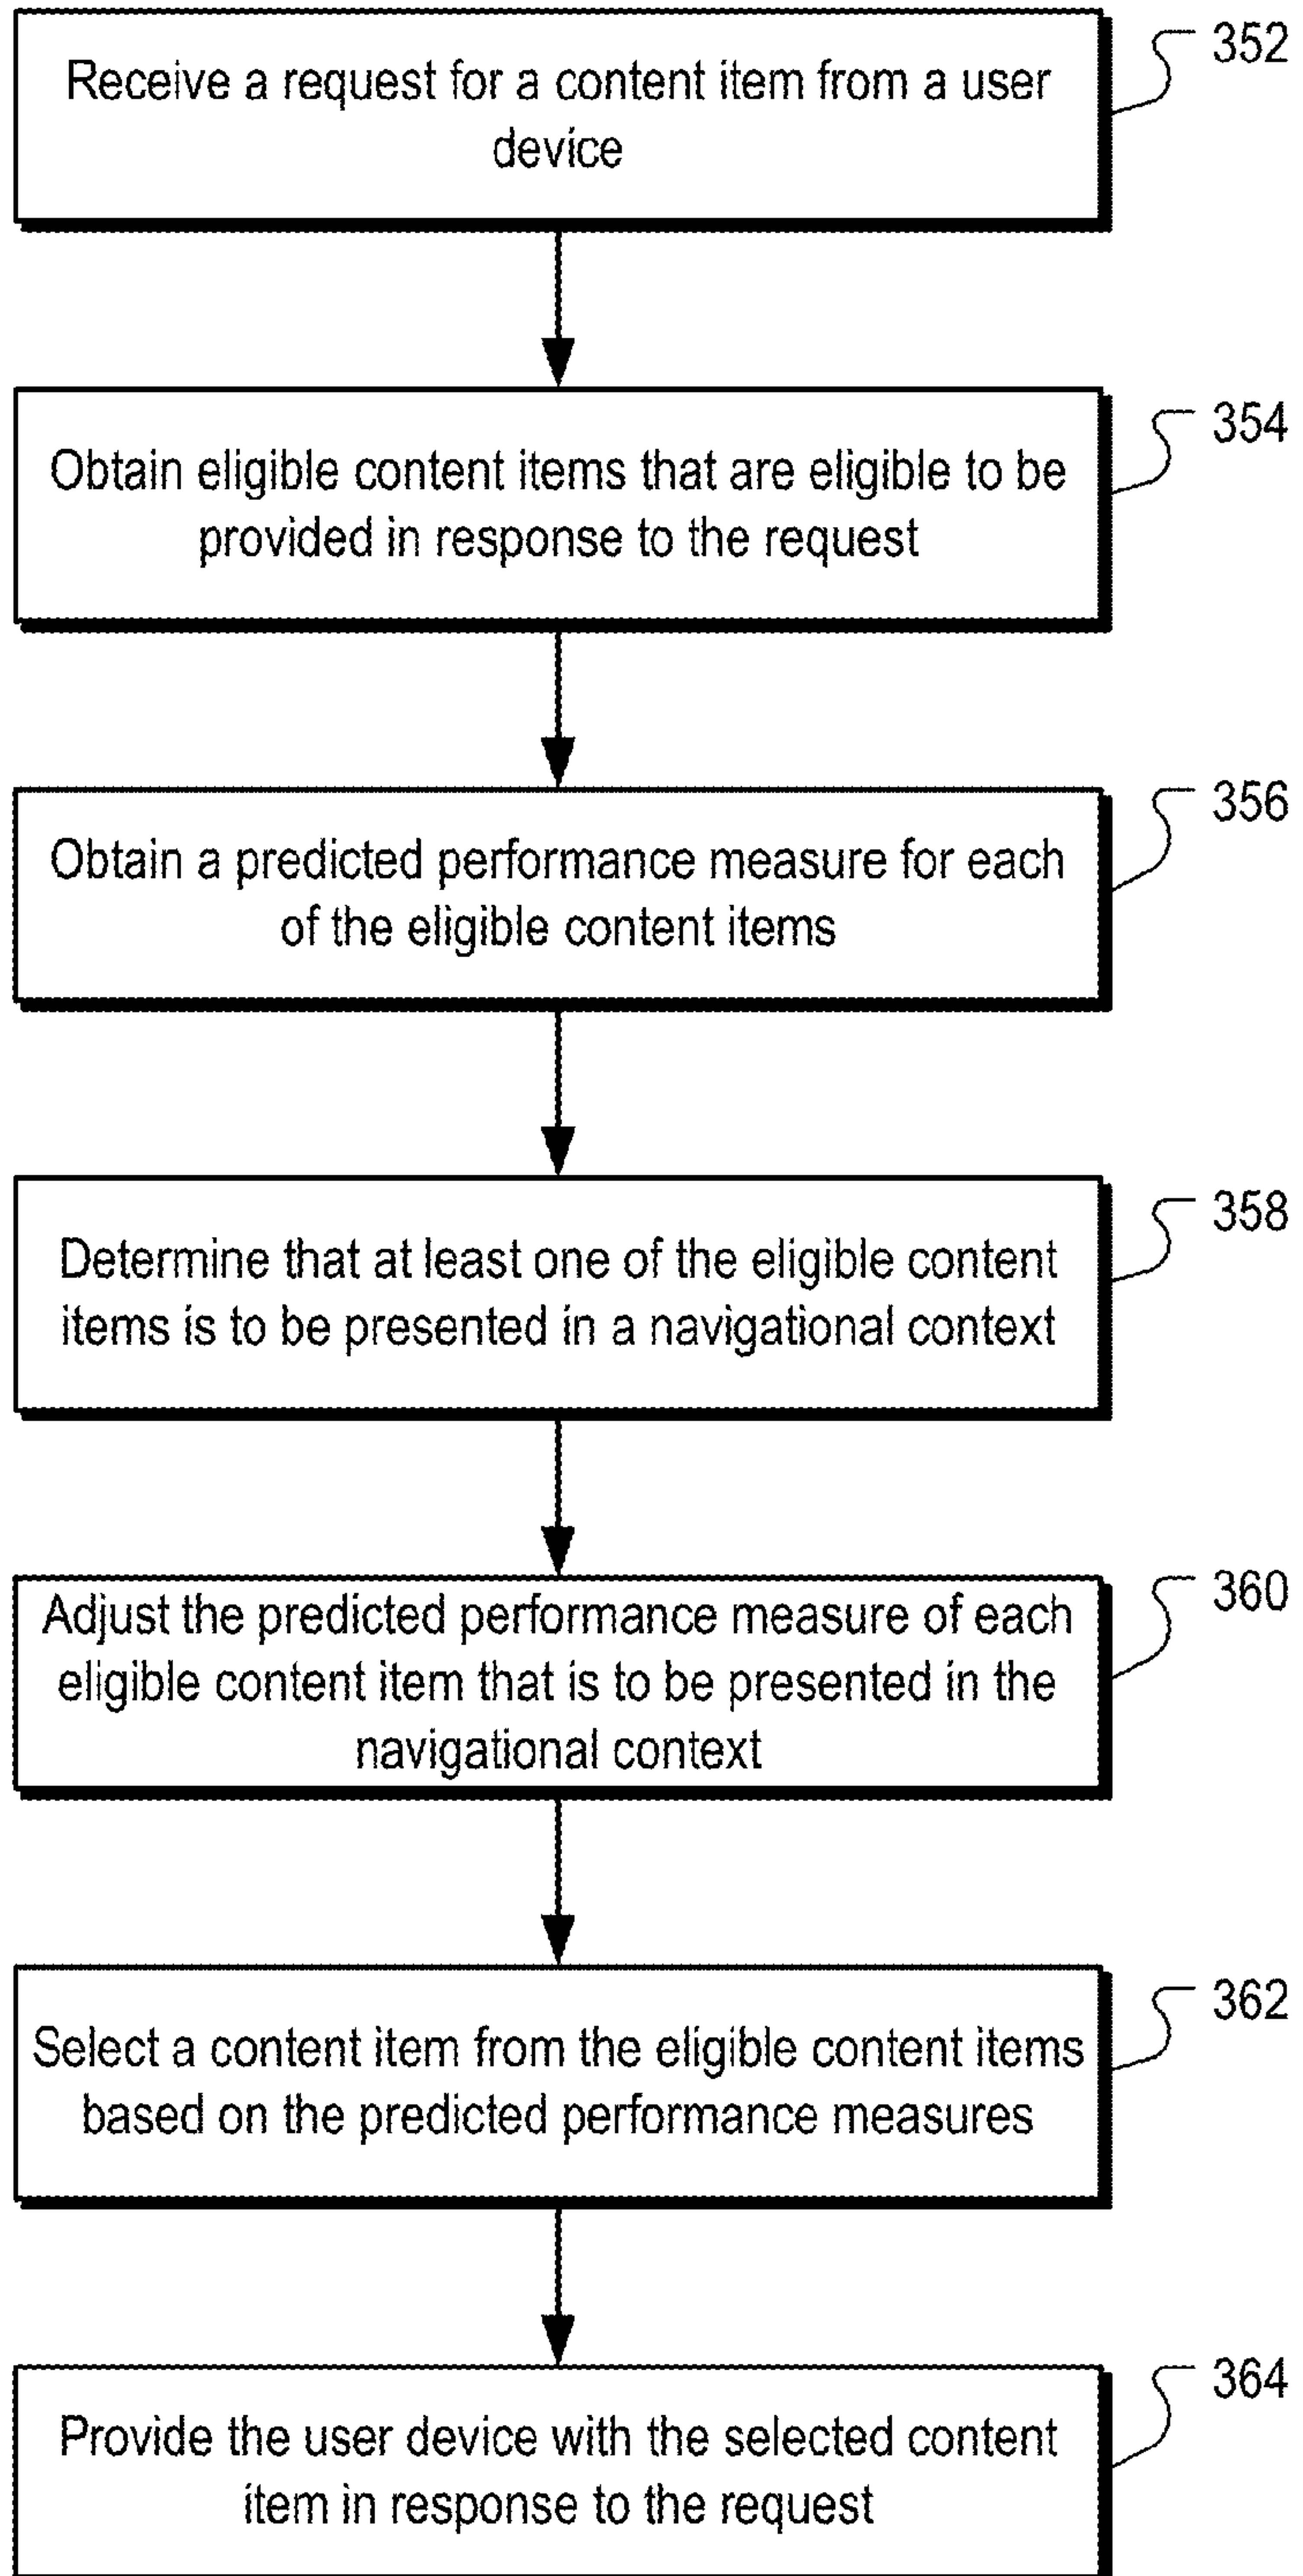 352
Receive a request for a content item from a user
device
354
Obtain eligible content items that are eligible to be
provided in response to the request
356
Obtain a predicted performance measure for each
of the eligible content items
358
Determine that at least one of the eligible content
items is to be presented in a navigational context
360
Adjust the predicted performance measure of each
eligible content item that is to be presented in the
navigational context
362
Select a content item from the eligible content items
based on the predicted performance measures
364
Provide the user device with the selected content
item in response to the request